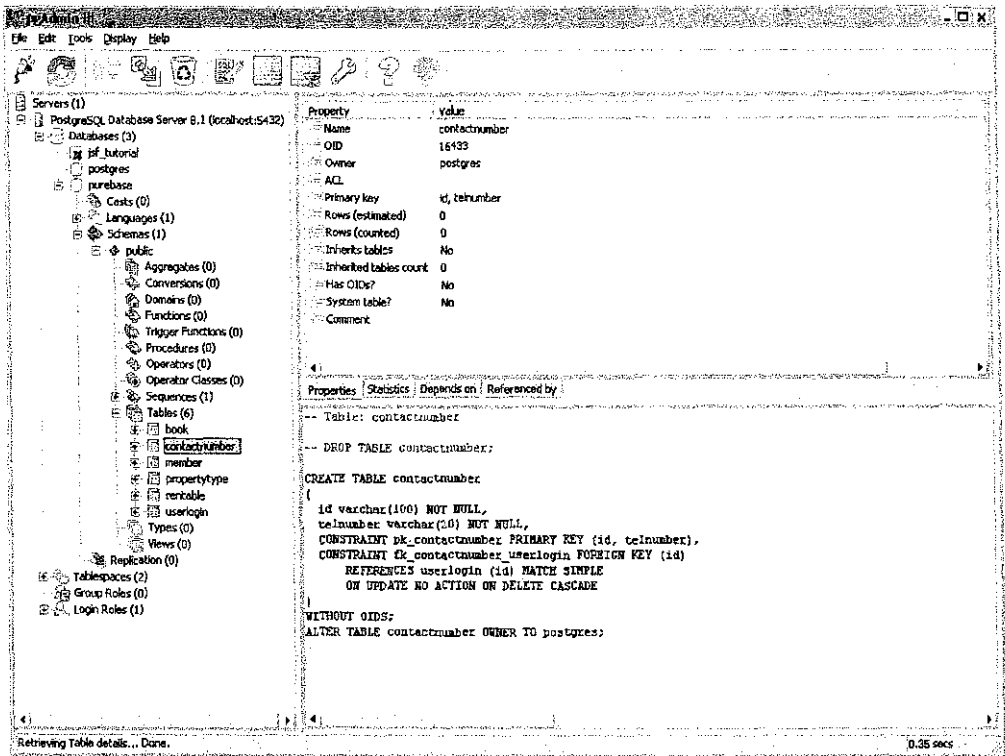 pgAdmin III
File Edit Tools Display Help
Servers (1)
PostgreSQL Database Server 8.1 (localhost:5432)
Databases (3)
jsf_tutorial
postgres
purebase
Casts (0)
Languages (1)
Schemas (1)
public
Aggregates (0)
Conversions (0)
Domains (0)
Functions (0)
Trigger Functions (0)
Procedures (0)
Operators (0)
Operator Classes (0)
Sequences (1)
Tables (6)
book
contactnumber
member
propertytype
rentable
userlogin
Types (0)
Views (0)
Replication (0)
Tablespaces (2)
Group Roles (0)
Login Roles (1)
Property Value
Name contactnumber
OID 16433
Owner postgres
ACL
Primary key id, telnumber
Rows (estimated) 0
Rows (counted) 0
Inherits tables No
Inherited tables count 0
Has OIDs? No
System table? No
Comment
Properties Statistics Depends on Referenced by
-- Table: contactnumber
-- DROP TABLE contactnumber;
CREATE TABLE contactnumber
(
id varchar(100) NOT NULL,
telnumber varchar(20) NOT NULL,
CONSTRAINT pk_contactnumber PRIMARY KEY (id, telnumber),
CONSTRAINT fk_contactnumber_userlogin FOREIGN KEY (id)
REFERENCES userlogin (id) MATCH SIMPLE
ON UPDATE NO ACTION ON DELETE CASCADE
)
WITHOUT OIDS;
ALTER TABLE contactnumber OWNER TO postgres;
Retrieving Table details... Done. 0.35 secs